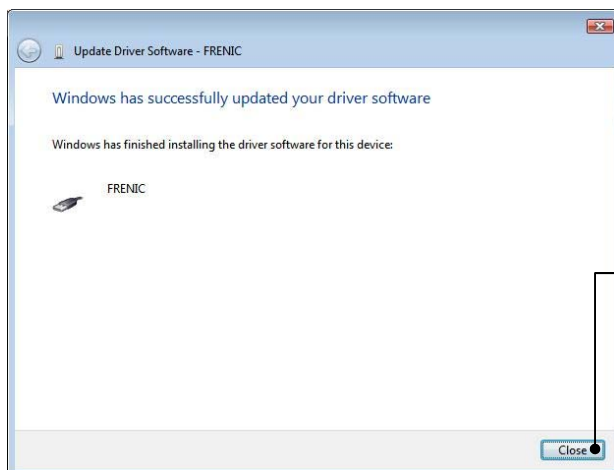 Update Driver Software - FRENIC
Windows has successfully updated your driver software
Windows has finished installing the driver software for this device:
FRENIC
Close